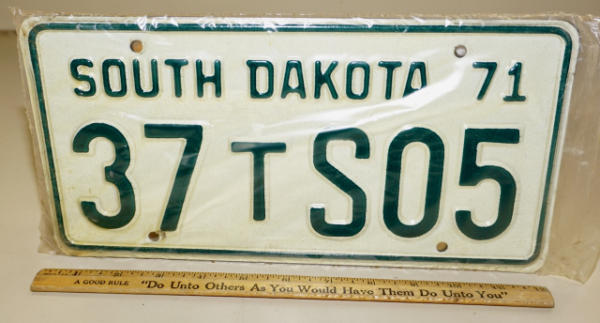 SOUTH DAKOTA 71
37 T S05
A GOOD RULE "Do Unto Others As You Would Have Them Do Unto You"